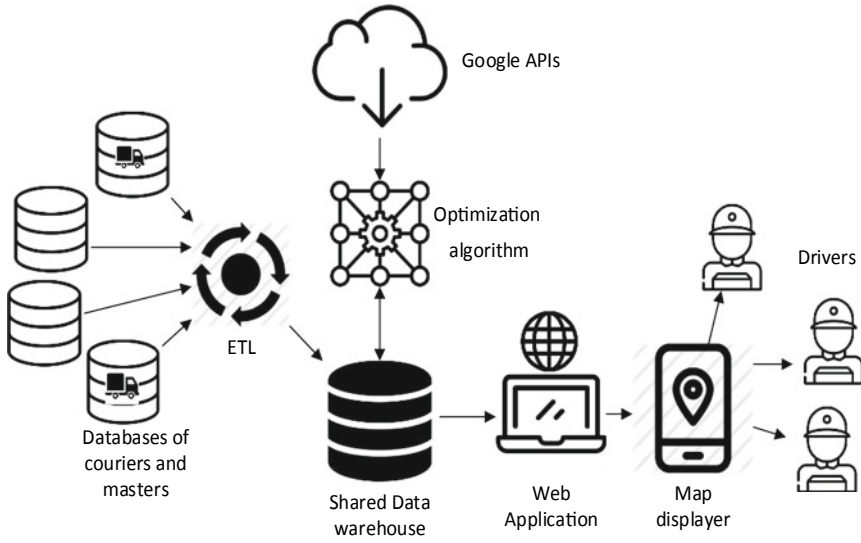 Google APIs
Optimization
algorithm
Drivers
ETL
Databases of
couriers and
masters
Shared Data
warehouse
Web
Application
Map
displayer